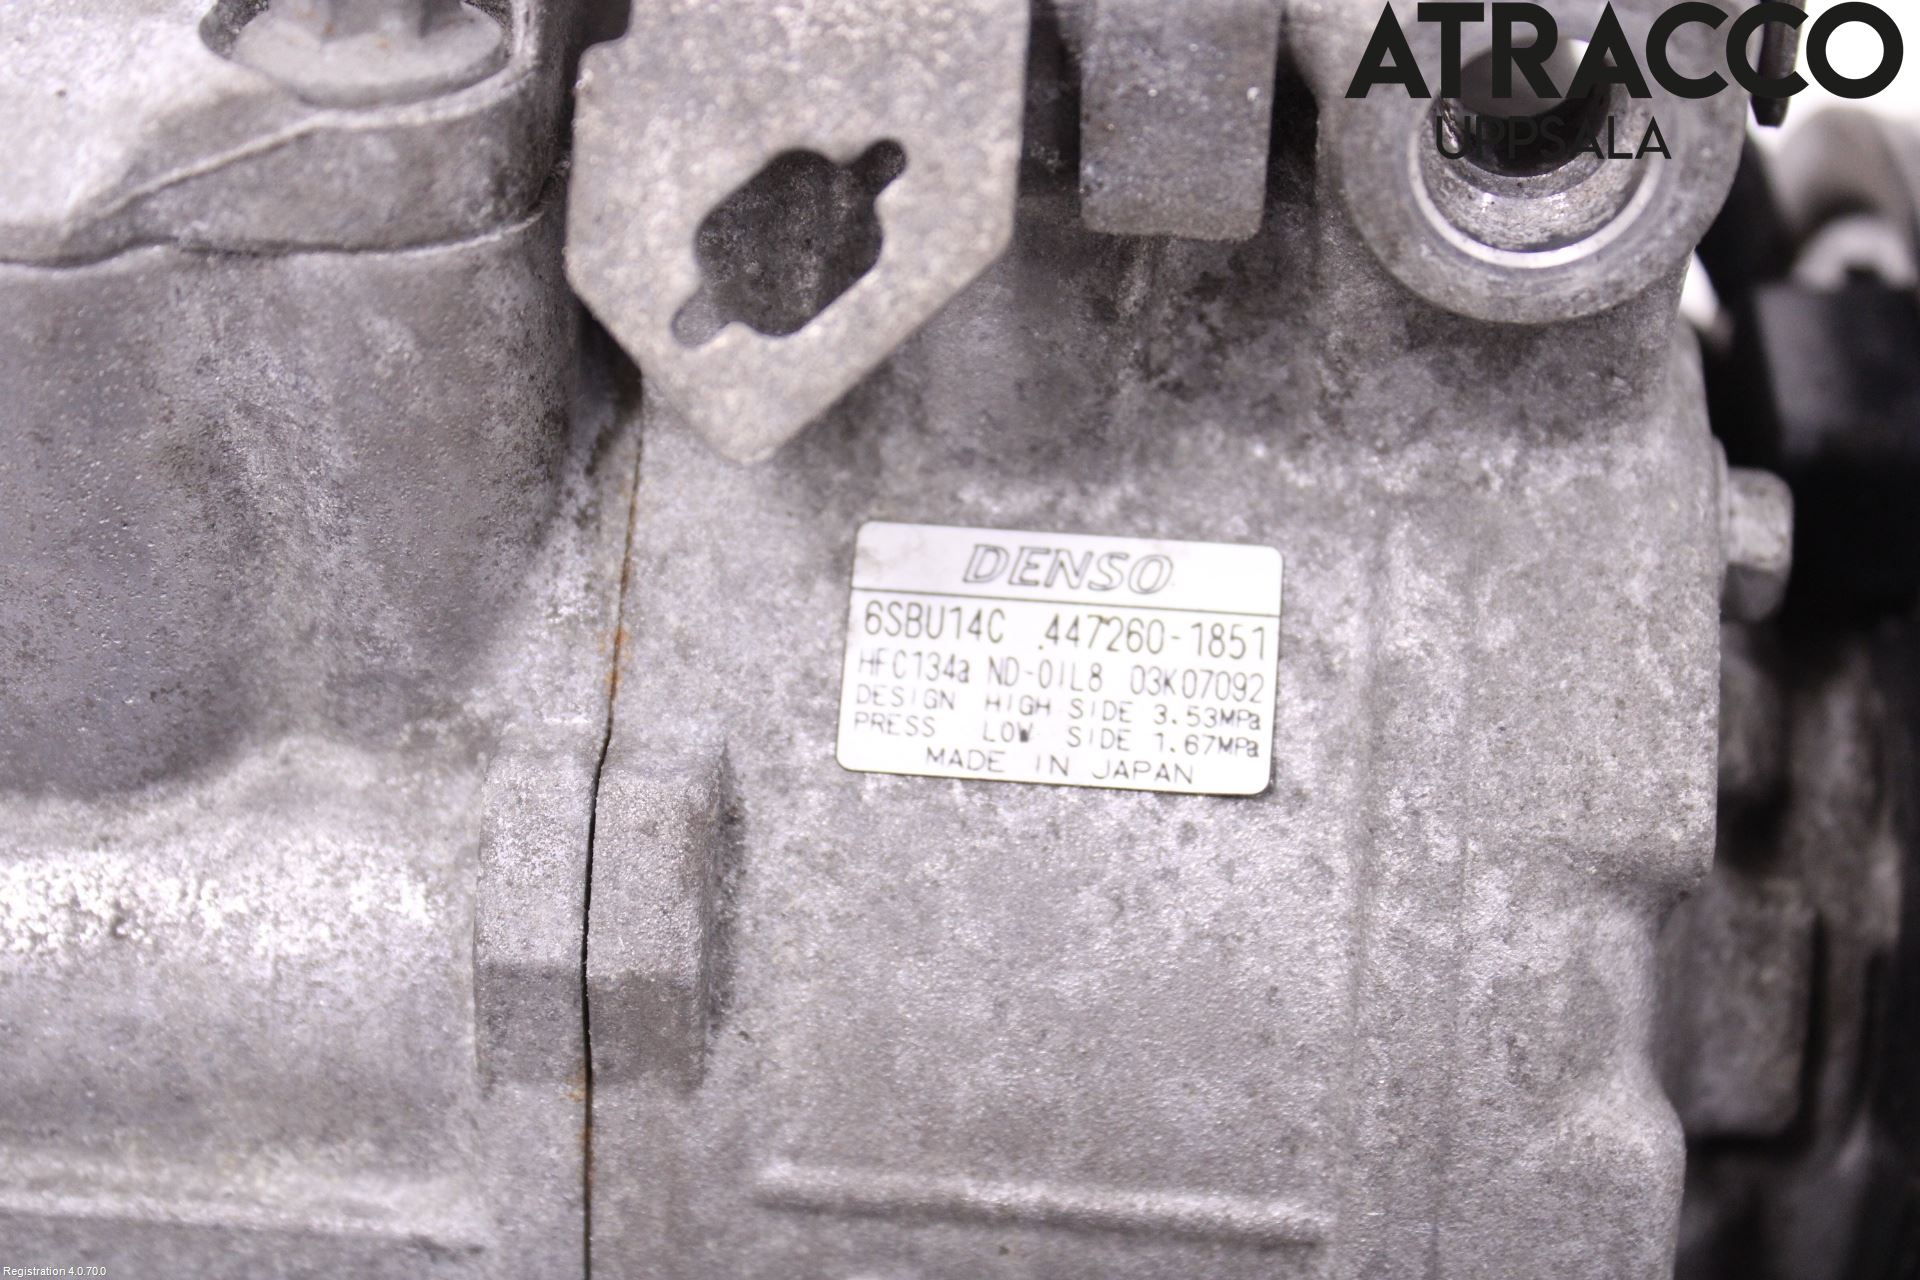 ATRACCO
UPPSALA
DENSO
6SBU14C 447260-1851
HFC134a ND-OIL8 03K07092
DESIGN HIGH SIDE 3.53MPa
PRESS LOW SIDE 1.67MPa
MADE IN JAPAN
Registration 4.0.70.0